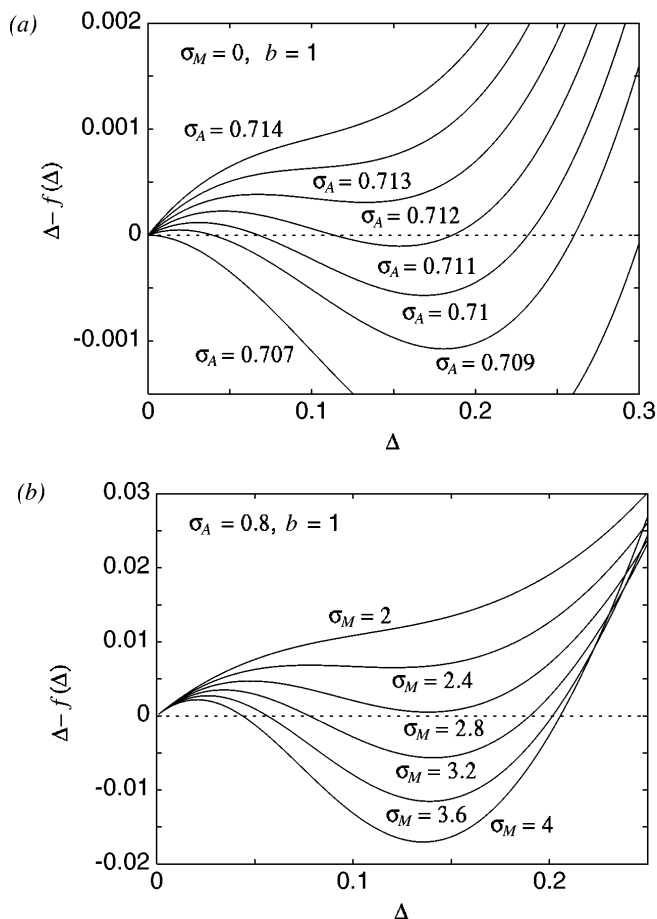 (a)
0.002
σM = 0, b = 1
0.001
σA = 0.714
σA = 0.713
σA = 0.712
0
σA = 0.711
σA = 0.71
-0.001
σA = 0.707
σA = 0.709
Δ– f (Δ)
0 0.1 0.2 0.3
Δ
(b)
0.03
σA = 0.8, b = 1
0.02
σM = 2
0.01
σM = 2.4
0
σM = 2.8
σM = 3.2
-0.01
σM = 3.6
σM = 4
-0.02
Δ– f (Δ)
0 0.1 0.2
Δ